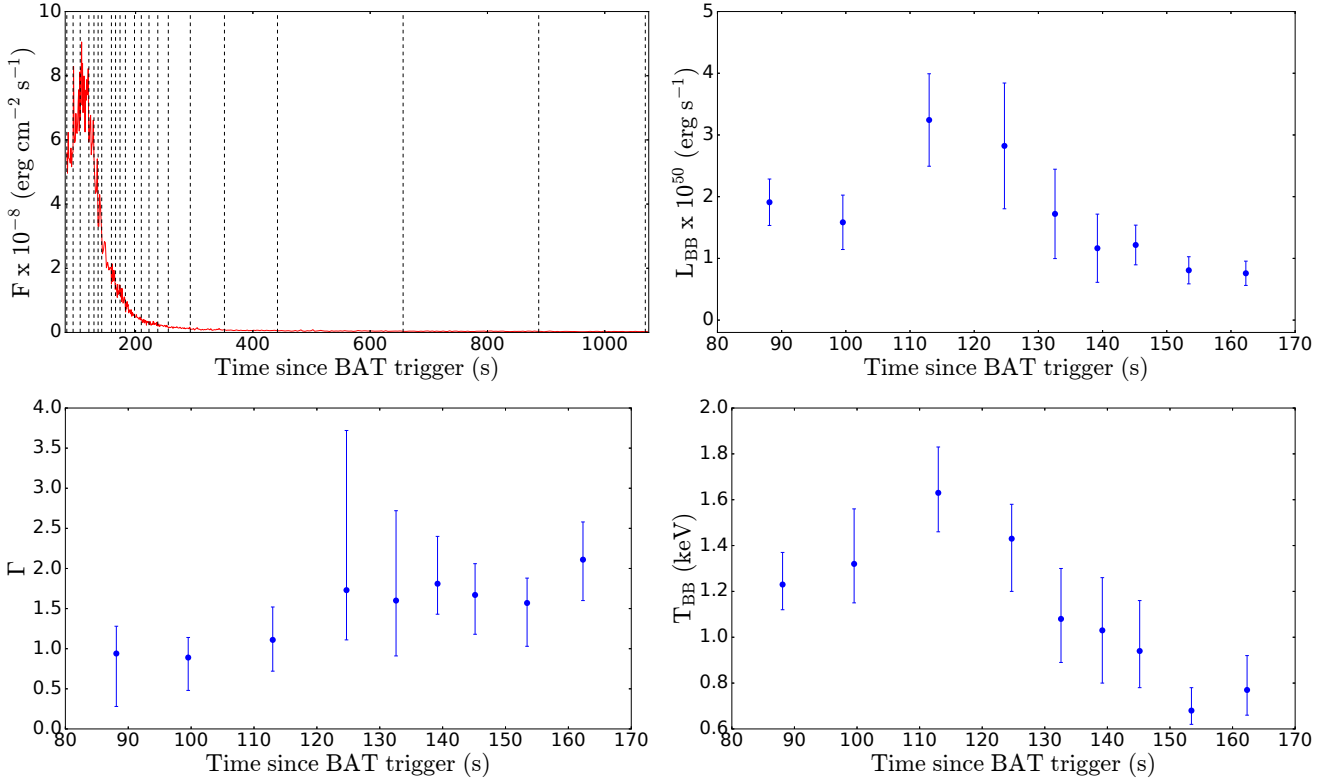 10
8
6
4
2
0
F x 10⁻⁸ (erg cm⁻² s⁻¹)
200 400 600 800 1000
Time since BAT trigger (s)
5
4
3
2
1
0
L_BB x 10⁵⁰ (erg s⁻¹)
80 90 100 110 120 130 140 150 160 170
Time since BAT trigger (s)
4.0
3.5
3.0
2.5
2.0
1.5
1.0
0.5
0.0
Γ
80 90 100 110 120 130 140 150 160 170
Time since BAT trigger (s)
2.0
1.8
1.6
1.4
1.2
1.0
0.8
0.6
T_BB (keV)
80 90 100 110 120 130 140 150 160 170
Time since BAT trigger (s)